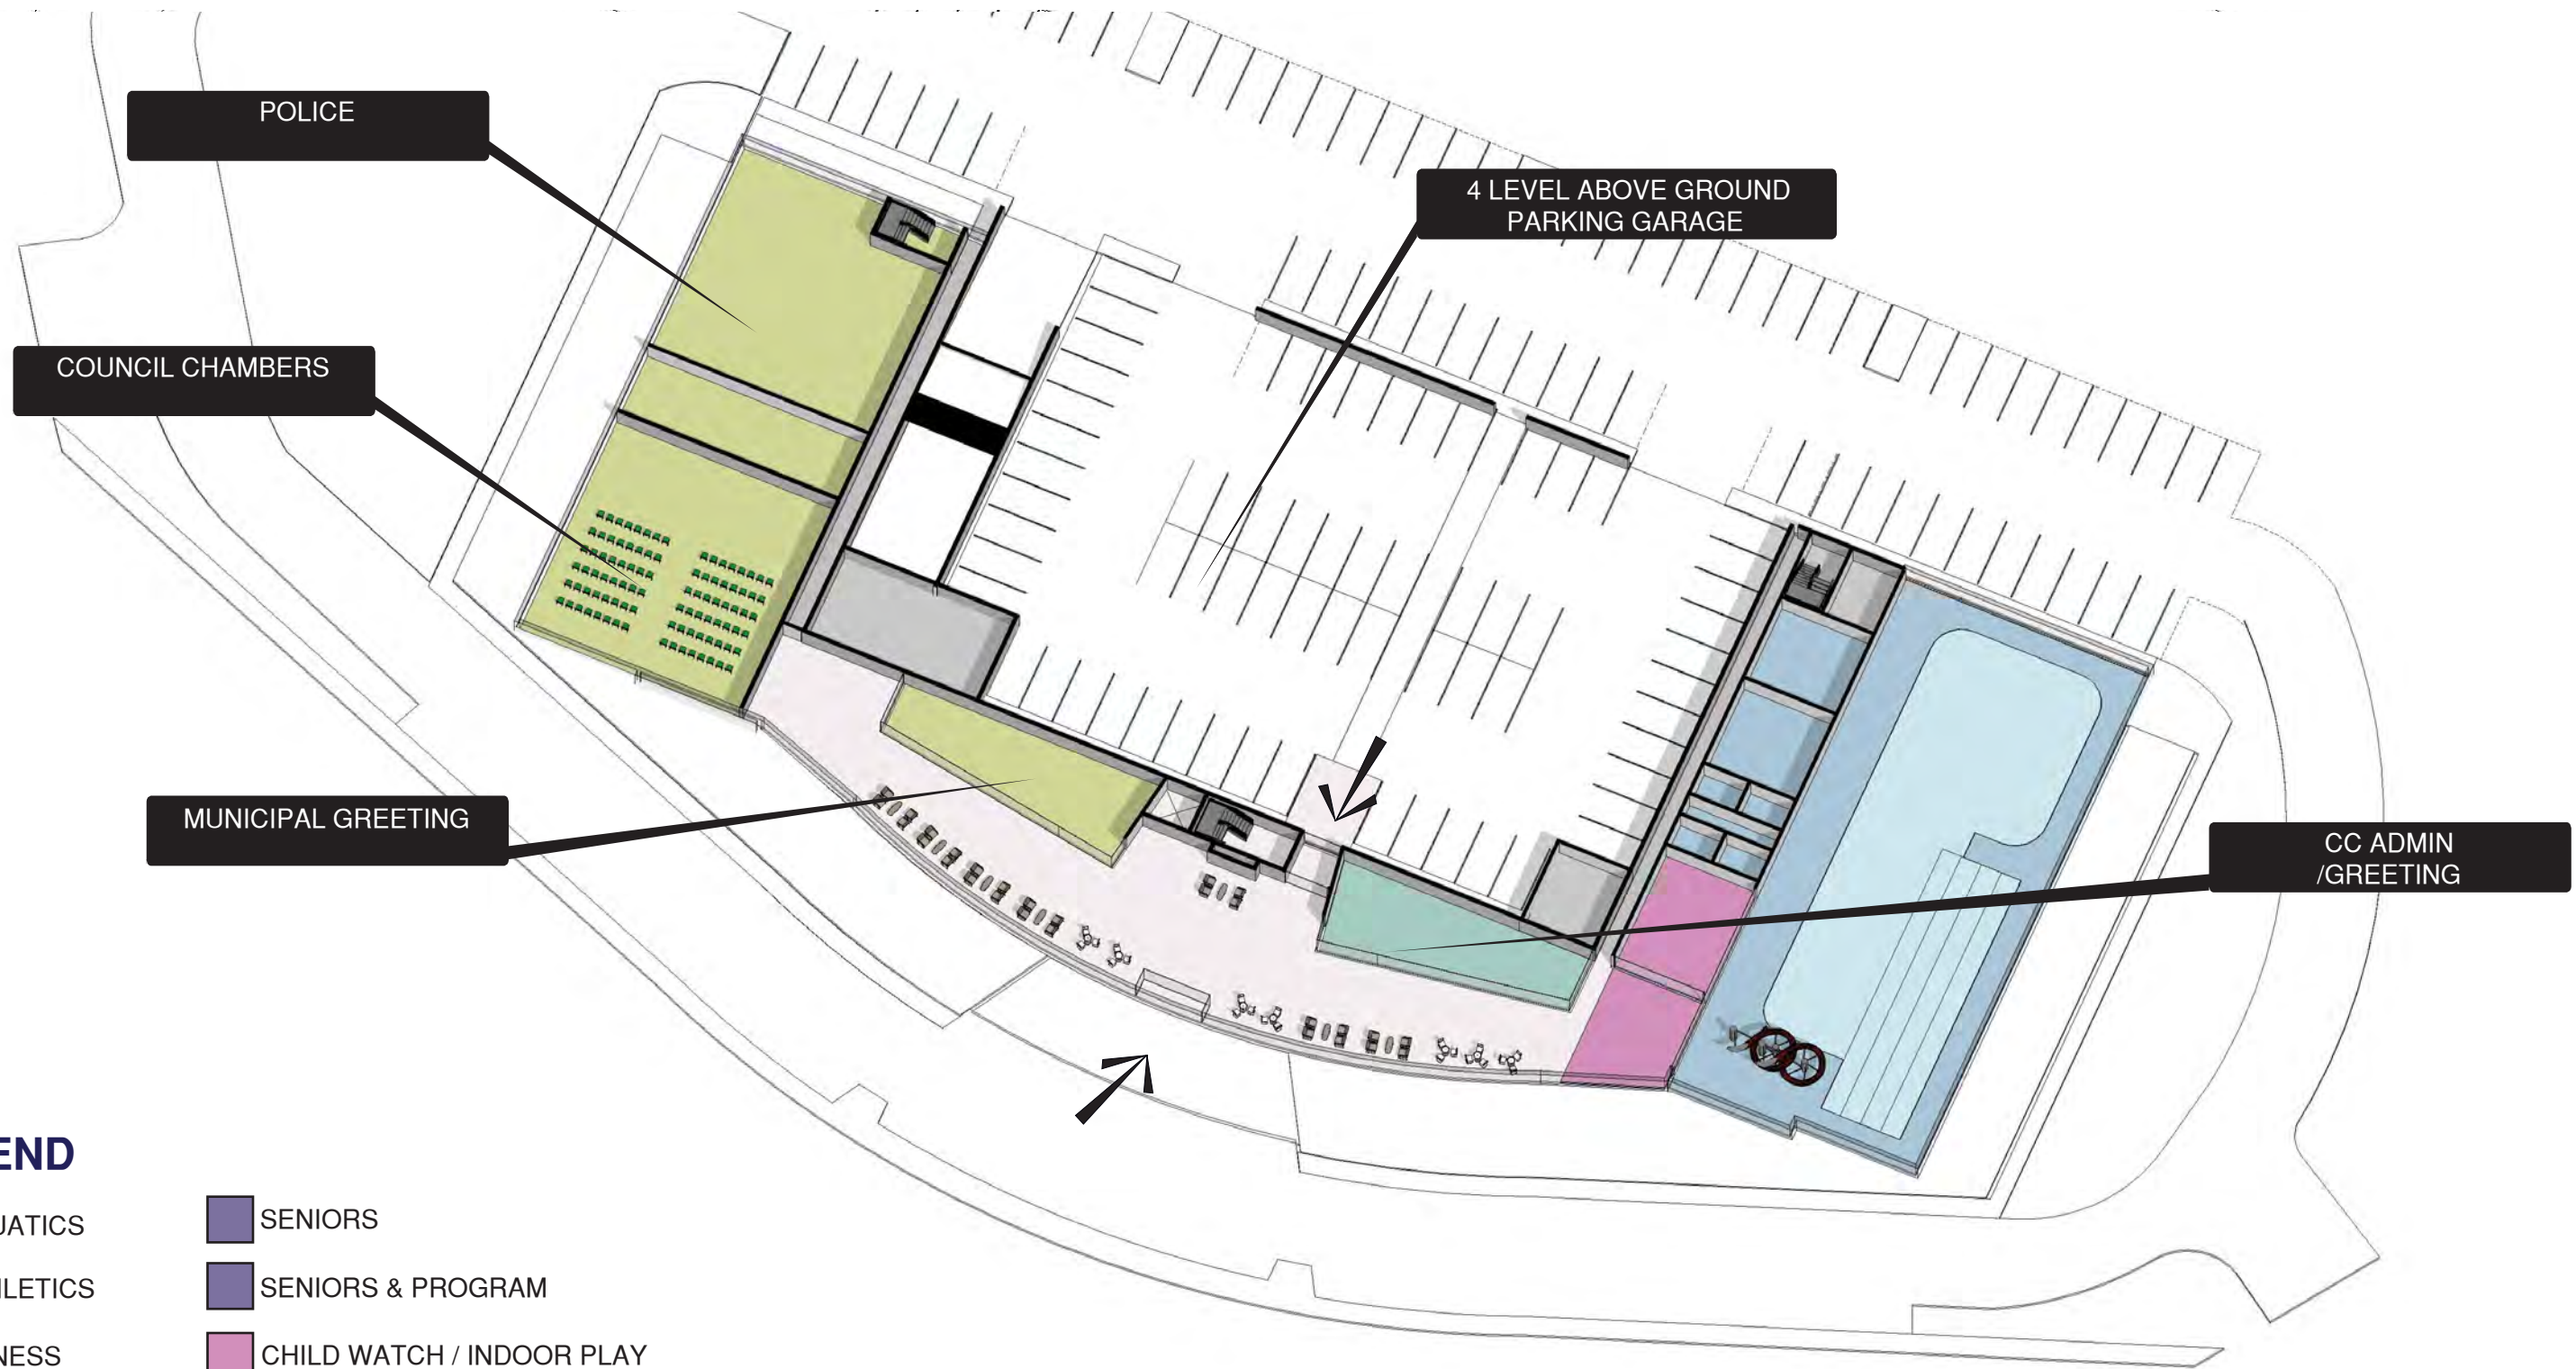 POLICE
4 LEVEL ABOVE GROUND
PARKING GARAGE
COUNCIL CHAMBERS
MUNICIPAL GREETING
CC ADMIN
/GREETING
END
UATICS
SENIORS
HLETICS
SENIORS & PROGRAM
NESS
CHILD WATCH / INDOOR PLAY